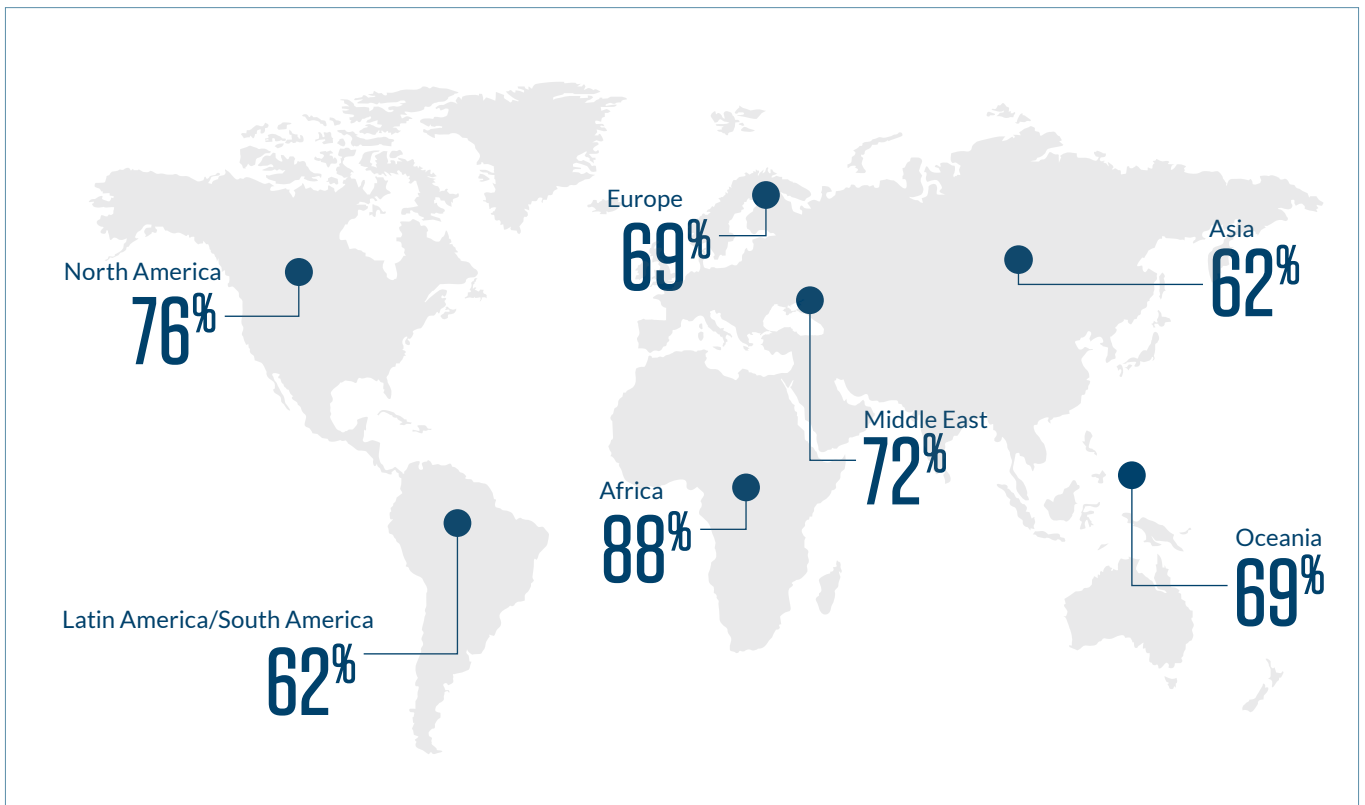 Europe
69%
Asia
62%
North America
76%
Middle East
72%
Africa
88%
Oceania
69%
Latin America/South America
62%